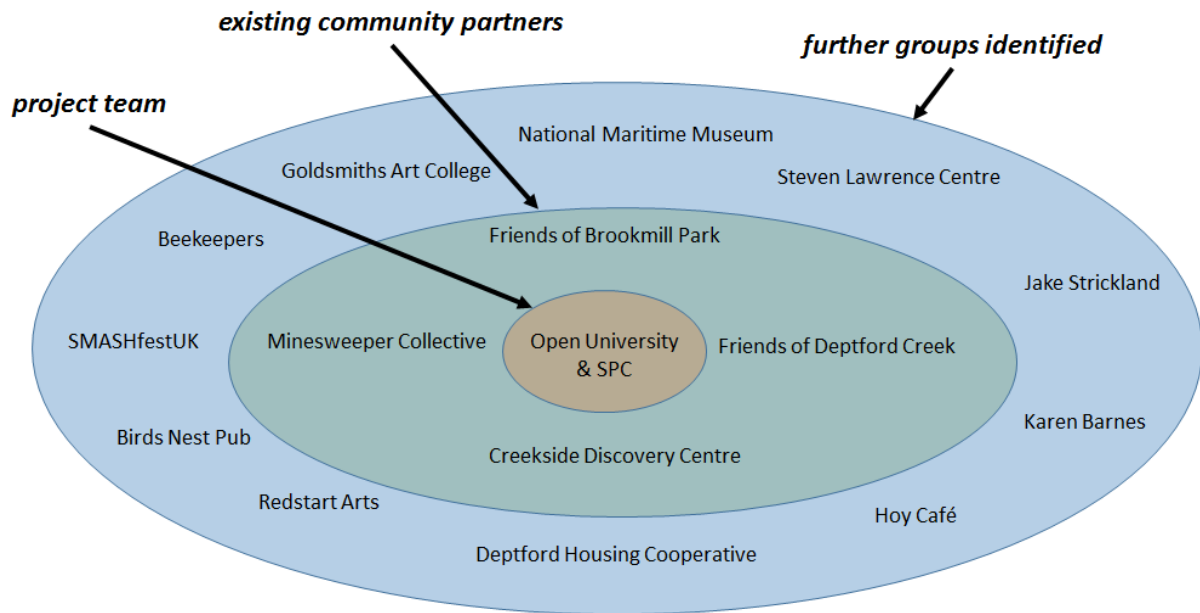 existing community partners
further groups identified
project team
National Maritime Museum
Goldsmiths Art College
Steven Lawrence Centre
Beekeepers
Friends of Brookmill Park
Jake Strickland
SMASHfestUK
Minesweeper Collective
Open University
& SPC
Friends of Deptford Creek
Birds Nest Pub
Karen Barnes
Creekside Discovery Centre
Redstart Arts
Hoy Café
Deptford Housing Cooperative